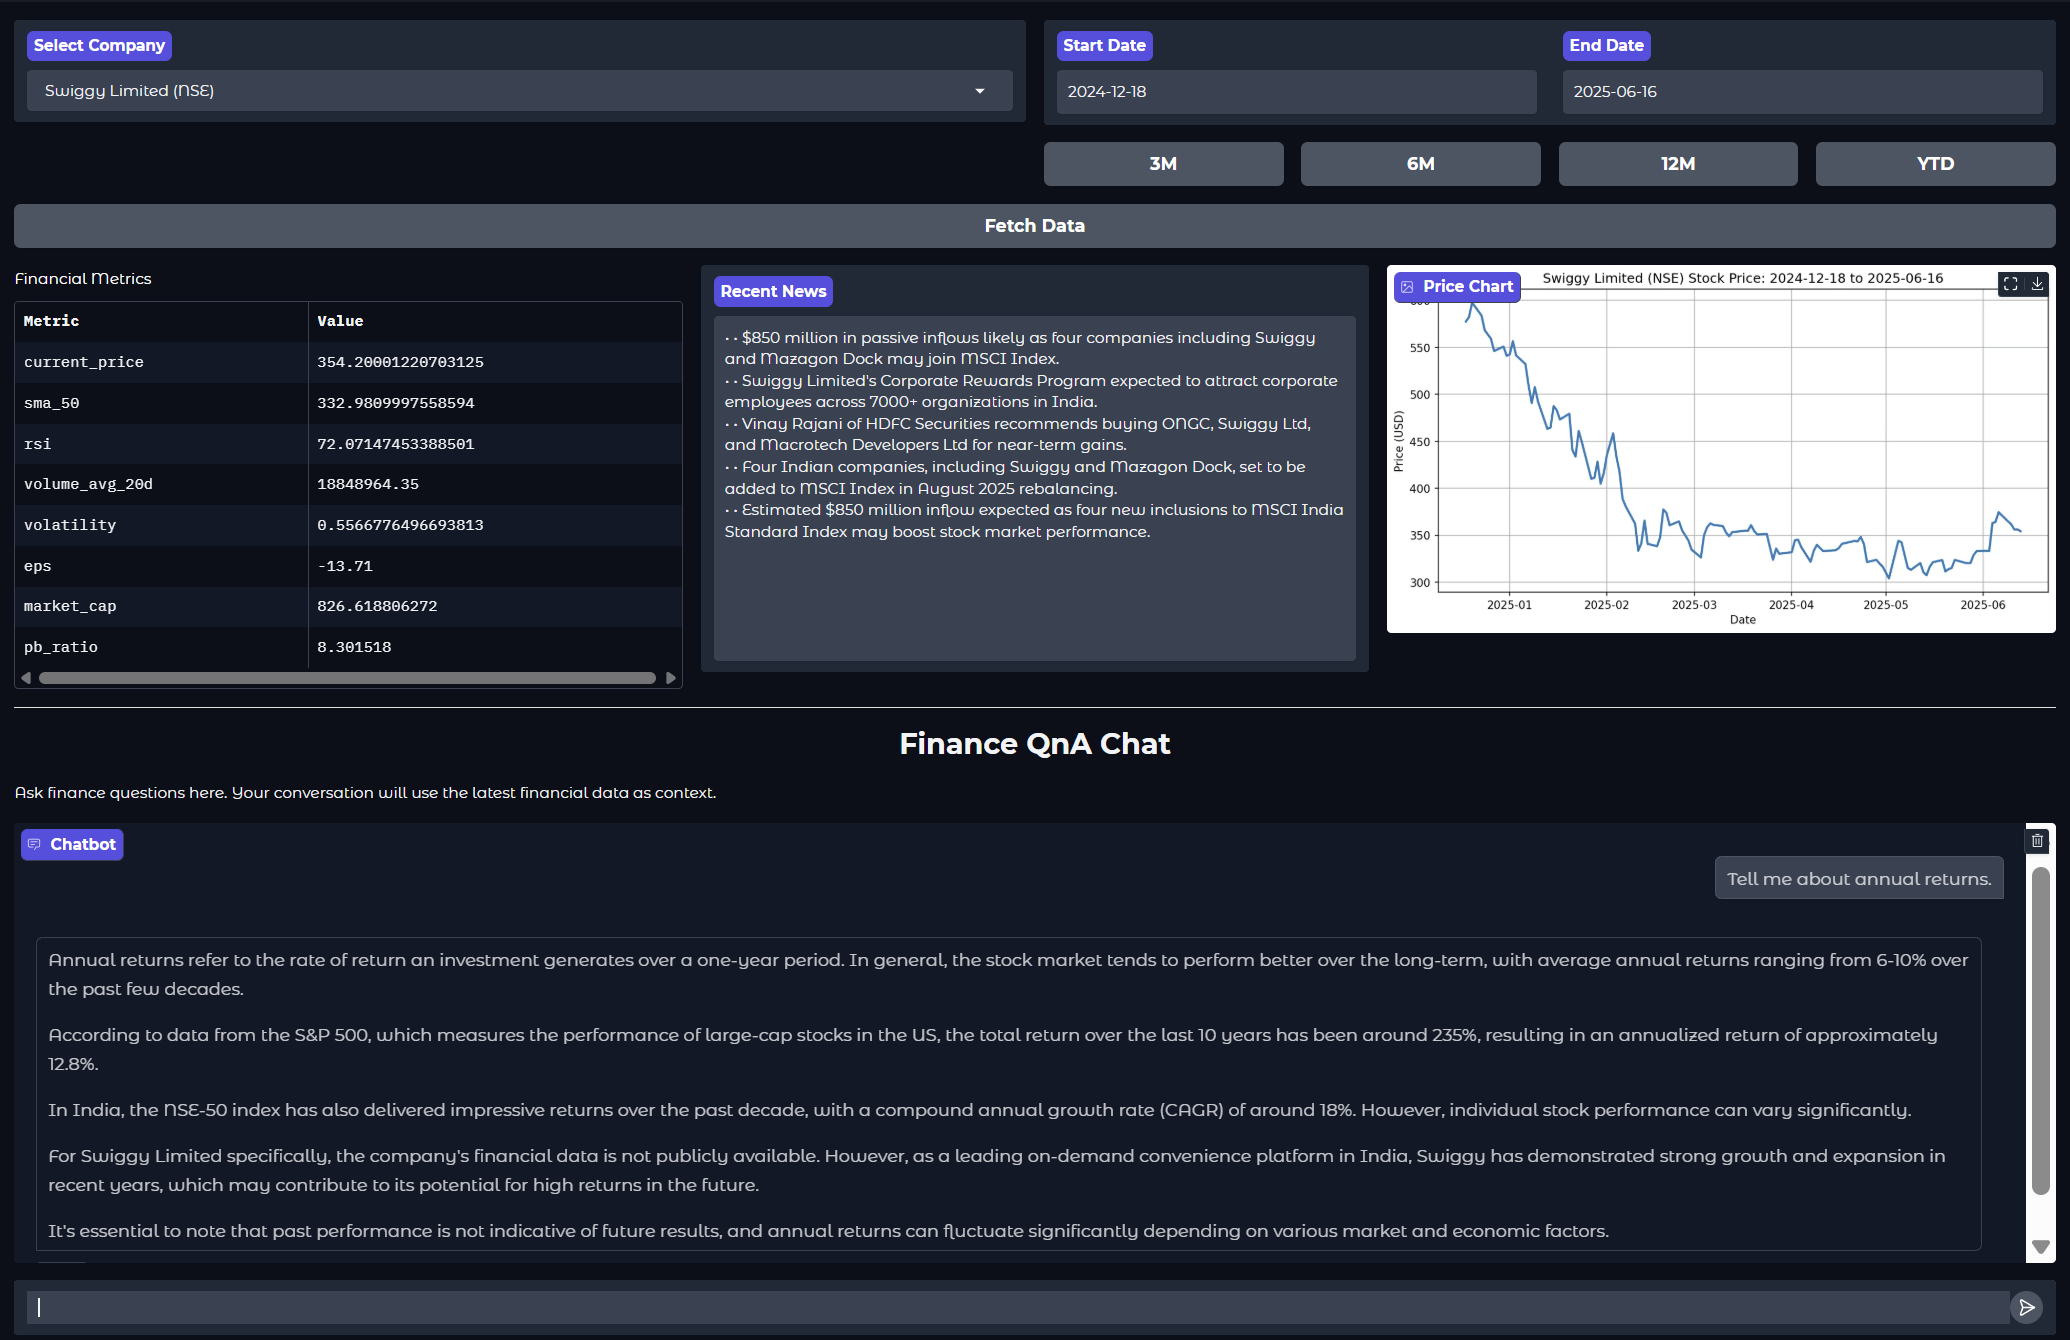 Select Company
Swiggy Limited (NSE)
Start Date
2024-12-18
End Date
2025-06-16
3M
6M
12M
YTD
Fetch Data
Financial Metrics
Metric Value
current_price 354.20001220703125
sma_50 332.9809997558594
rsi 72.07147453388501
volume_avg_20d 18848964.35
volatility 0.5566776496693813
eps -13.71
market_cap 826.618806272
pb_ratio 8.301518
Recent News
· · $850 million in passive inflows likely as four companies including Swiggy
and Mazagon Dock may join MSCI Index.
· · Swiggy Limited's Corporate Rewards Program expected to attract corporate
employees across 7000+ organizations in India.
· · Vinay Rajani of HDFC Securities recommends buying ONGC, Swiggy Ltd,
and Macrotech Developers Ltd for near-term gains.
· · Four Indian companies, including Swiggy and Mazagon Dock, set to be
added to MSCI Index in August 2025 rebalancing.
· · Estimated $850 million inflow expected as four new inclusions to MSCI India
Standard Index may boost stock market performance.
Price Chart
Swiggy Limited (NSE) Stock Price: 2024-12-18 to 2025-06-16
Price (USD)
600
550
500
450
400
350
300
2025-01 2025-02 2025-03 2025-04 2025-05 2025-06
Date
Finance QnA Chat
Ask finance questions here. Your conversation will use the latest financial data as context.
Chatbot
Tell me about annual returns.
Annual returns refer to the rate of return an investment generates over a one-year period. In general, the stock market tends to perform better over the long-term, with average annual returns ranging from 6-10% over
the past few decades.
According to data from the S&P 500, which measures the performance of large-cap stocks in the US, the total return over the last 10 years has been around 235%, resulting in an annualized return of approximately
12.8%.
In India, the NSE-50 index has also delivered impressive returns over the past decade, with a compound annual growth rate (CAGR) of around 18%. However, individual stock performance can vary significantly.
For Swiggy Limited specifically, the company's financial data is not publicly available. However, as a leading on-demand convenience platform in India, Swiggy has demonstrated strong growth and expansion in
recent years, which may contribute to its potential for high returns in the future.
It's essential to note that past performance is not indicative of future results, and annual returns can fluctuate significantly depending on various market and economic factors.